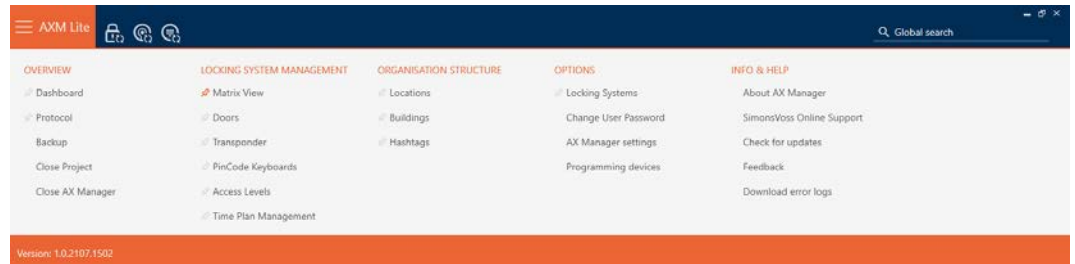 AXM Lite
Global search
OVERVIEW
Dashboard
Protocol
Backup
Close Project
Close AX Manager
LOCKING SYSTEM MANAGEMENT
Matrix View
Doors
Transponder
PinCode Keyboards
Access Levels
Time Plan Management
ORGANISATION STRUCTURE
Locations
Buildings
Hashtags
OPTIONS
Locking Systems
Change User Password
AX Manager settings
Programming devices
INFO & HELP
About AX Manager
SimonsVoss Online Support
Check for updates
Feedback
Download error logs
Version: 1.0.2107.1502